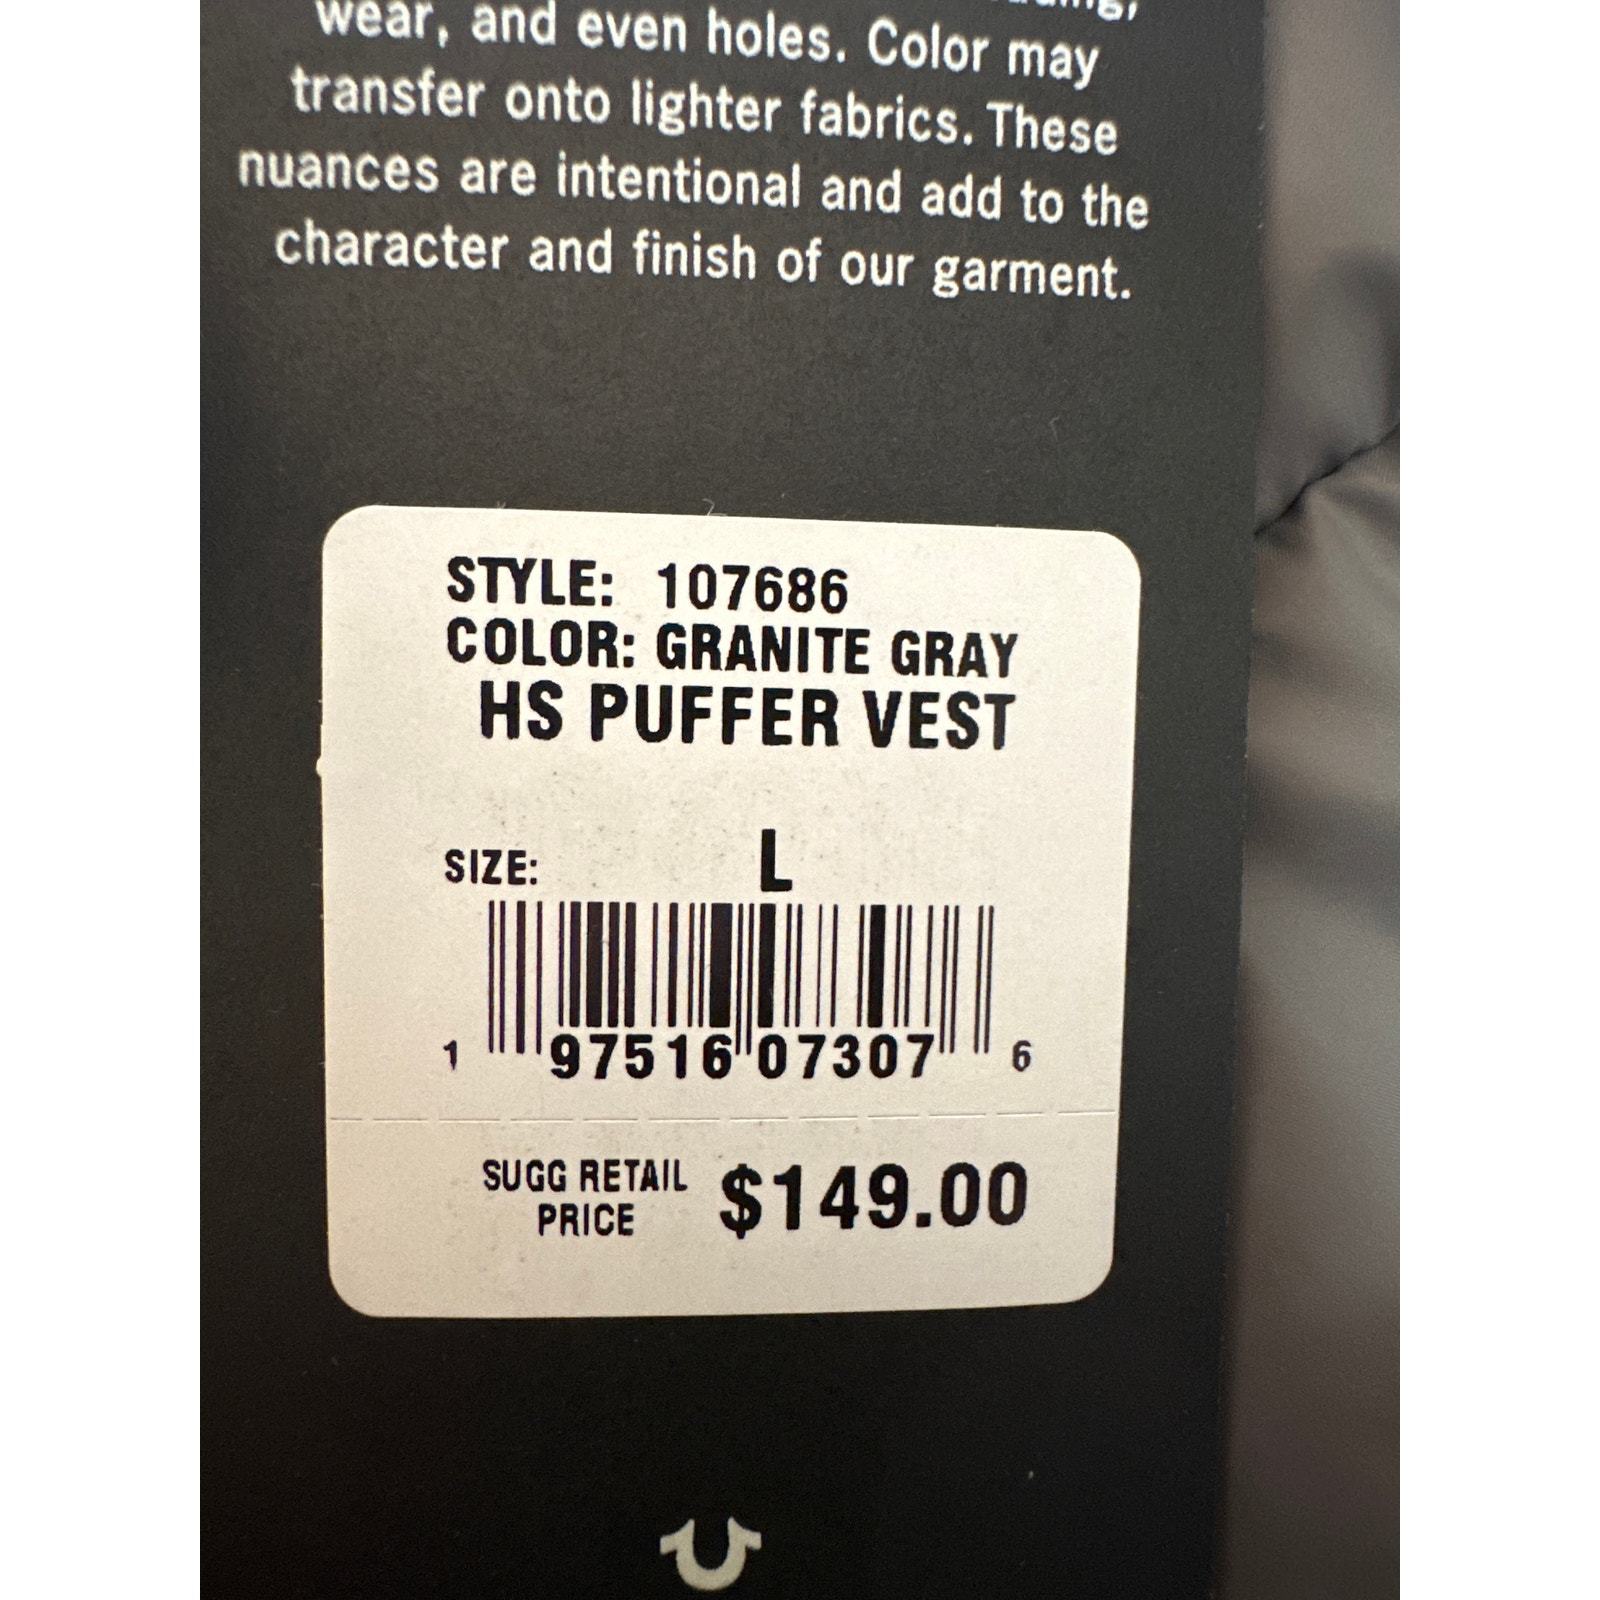 wear, and even holes. Color may
transfer onto lighter fabrics. These
nuances are intentional and add to the
character and finish of our garment.
STYLE: 107686
COLOR: GRANITE GRAY
HS PUFFER VEST
SIZE: L
1 97516 07307 6
SUGG RETAIL
PRICE $149.00